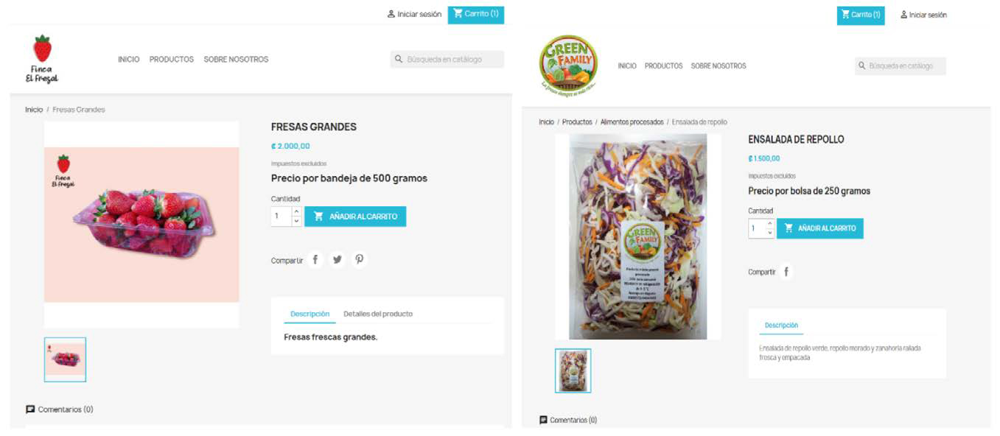 Iniciar sesión
Carrito (1)
Finca
El Fresal
INICIO PRODUCTOS SOBRE NOSOTROS
Búsqueda en catálogo
Inicio / Fresas Grandes
Finca
El Fresal
FRESAS GRANDES
₡ 2.000,00
Impuestos excluidos
Precio por bandeja de 500 gramos
Cantidad
1
AÑADIR AL CARRITO
Compartir
Descripción Detalles del producto
Fresas frescas grandes.
Comentarios (0)
Carrito (1)
Iniciar sesión
GREEN
FAMILY
INICIO PRODUCTOS SOBRE NOSOTROS
Búsqueda en catálogo
Inicio / Productos / Alimentos procesados / Ensalada de repollo
GREEN
FAMILY
ENSALADA DE REPOLLO
₡ 1.500,00
Impuestos excluidos
Precio por bolsa de 250 gramos
Cantidad
1
AÑADIR AL CARRITO
Compartir
Descripción
Ensalada de repollo verde, repollo morado y zanahoria rallada
fresca y empacada
Comentarios (0)